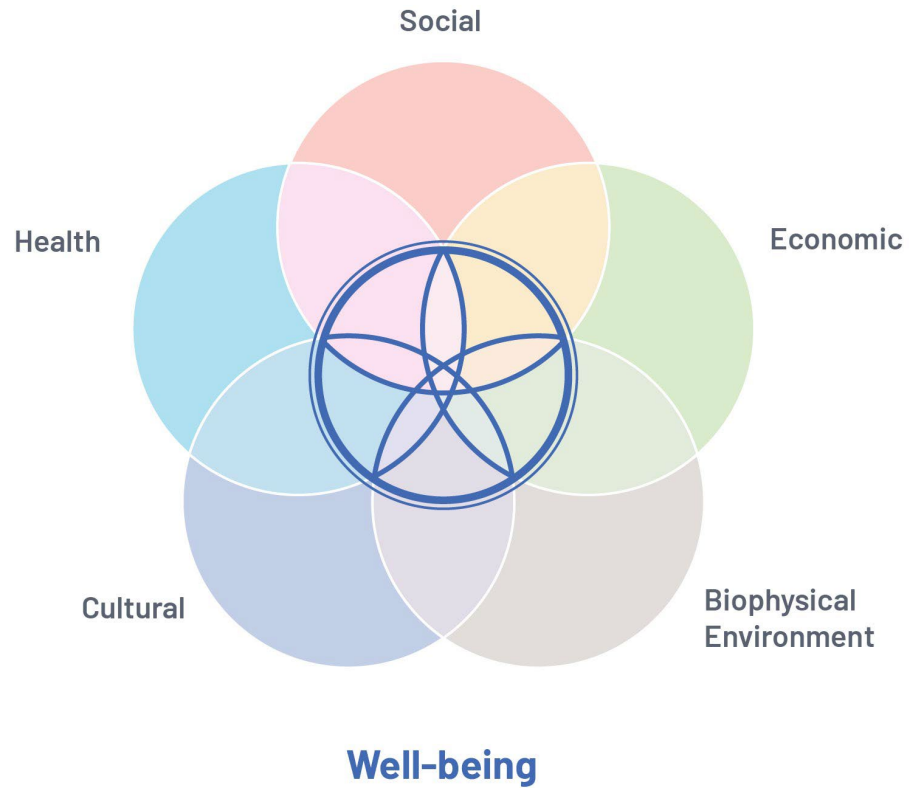 Social
Health
Economic
Cultural
Biophysical
Environment
Well-being